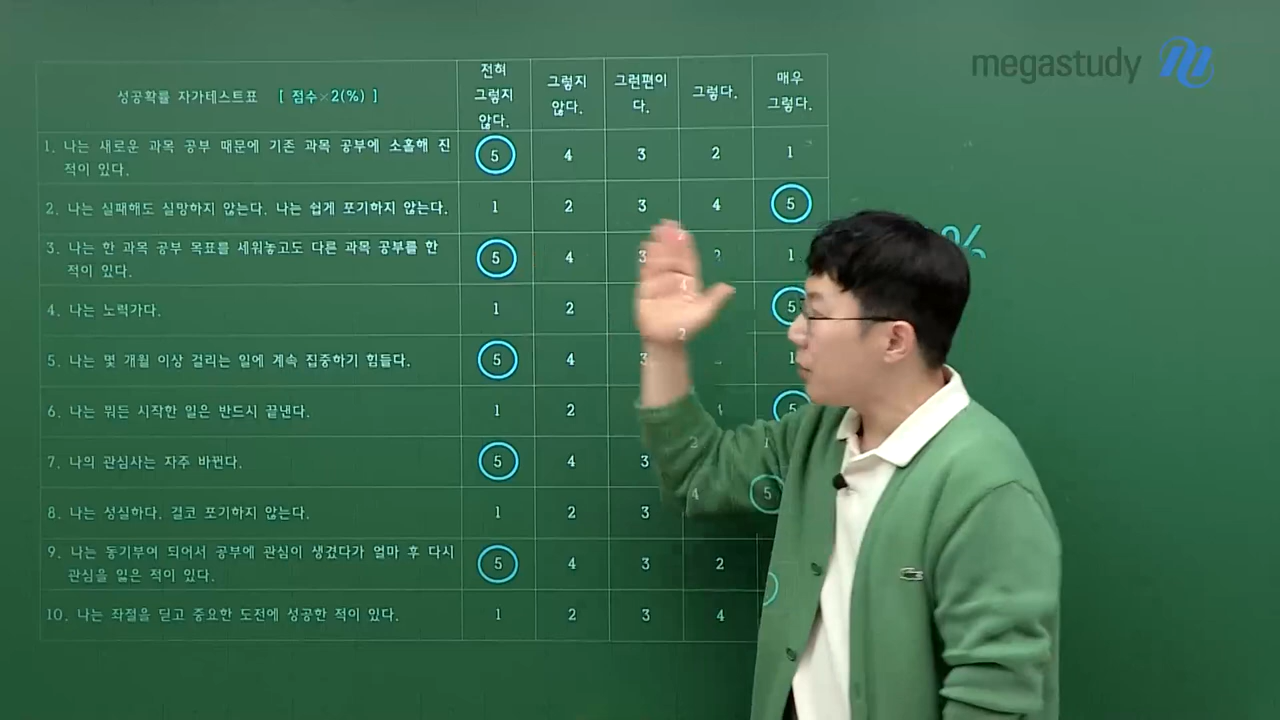 megastudy
성공확률 자가테스트표 [ 점수×2(%) ]
전혀
그렇지
않다.
그렇지
않다.
그런편이
다.
그렇다.
매우
그렇다.
1. 나는 새로운 과목 공부 때문에 기존 과목 공부에 소홀해 진
적이 있다.
5 4 3 2 1
2. 나는 실패해도 실망하지 않는다. 나는 쉽게 포기하지 않는다.
1 2 3 4 5
3. 나는 한 과목 공부 목표를 세워놓고도 다른 과목 공부를 한
적이 있다.
5 4 3 2 1
4. 나는 노력가다.
1 2 4 5
5. 나는 몇 개월 이상 걸리는 일에 계속 집중하기 힘들다.
5 4 3 2 1
6. 나는 뭐든 시작한 일은 반드시 끝낸다.
1 2 4 5
7. 나의 관심사는 자주 바뀐다.
5 4 3 2 1
8. 나는 성실하다. 결코 포기하지 않는다.
1 2 3 4 5
9. 나는 동기부여 되어서 공부에 관심이 생겼다가 얼마 후 다시
관심을 잃은 적이 있다.
5 4 3 2
10. 나는 좌절을 딛고 중요한 도전에 성공한 적이 있다.
1 2 3 4
%